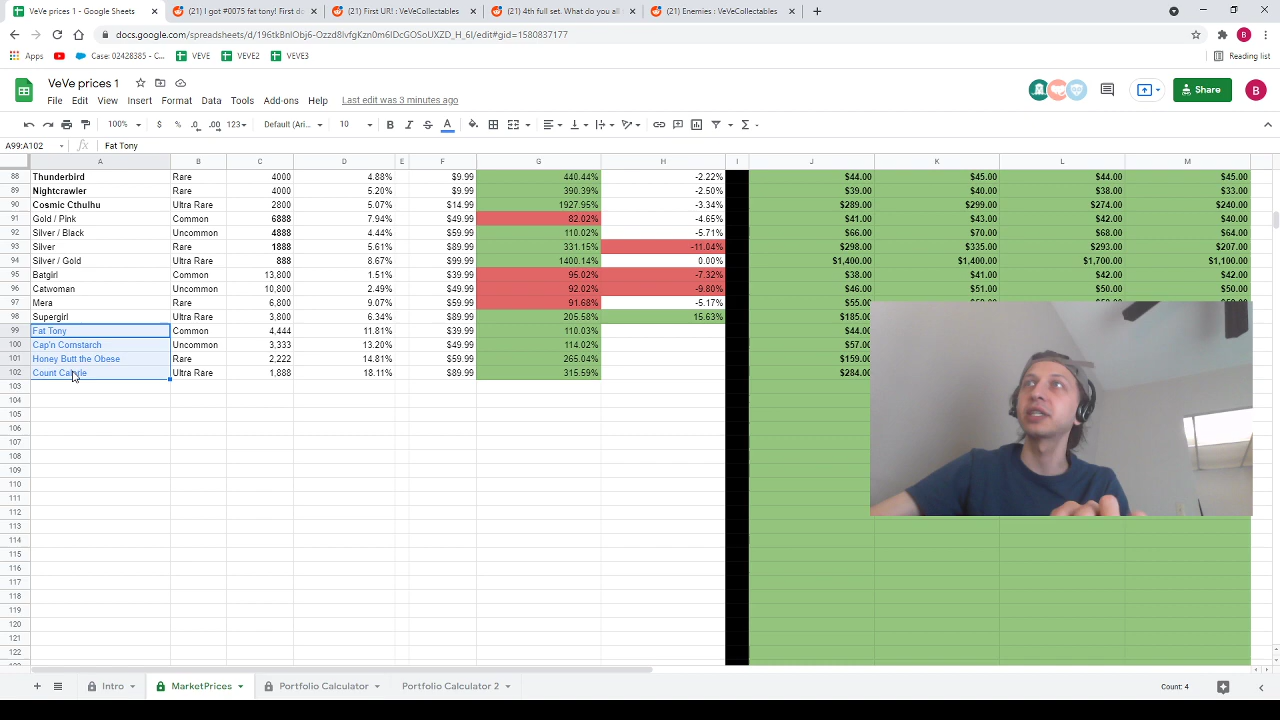 VeVe prices 1 - Google Sheets
(21) I got #0075 fat tony! First d
(21) First UR! : VeVeCollectables
(21) 4th full set. What do you all
(21) Enemies : VeVeCollectables
Apps
Case: 02428385 - C...
VEVE
VEVE2
VEVE3
Reading list
VeVe prices 1
File Edit View Insert Format Data Tools Add-ons Help Last edit was 3 minutes ago
Share
100% $ % .0 .00 123 Default (Ari... 10 B I S A
A99:A102 fx Fat Tony
A B C D E F G H I J K L M
88 Thunderbird Rare 4000 4.88% $9.99 440.44% -2.22% $44.00 $45.00 $44.00 $45.00
89 Nightcrawler Rare 4000 5.20% $9.99 390.39% -2.50% $39.00 $40.00 $38.00 $33.00
90 Cosmic Cthulhu Ultra Rare 2800 5.07% $14.99 1927.95% -3.34% $289.00 $299.00 $274.00 $240.00
91 Gold / Pink Common 6888 7.94% $49.99 82.02% -4.65% $41.00 $43.00 $42.00 $40.00
92 Silver / Black Uncommon 4888 4.44% $59.99 110.02% -5.71% $66.00 $70.00 $68.00 $64.00
93 Silver Rare 1888 5.61% $89.99 331.15% -11.04% $298.00 $335.00 $293.00 $207.00
94 Silver / Gold Ultra Rare 888 8.67% $99.99 1400.14% 0.00% $1,400.00 $1,400.00 $1,700.00 $1,100.00
95 Batgirl Common 13,800 1.51% $39.99 95.02% -7.32% $38.00 $41.00 $42.00 $42.00
96 Catwoman Uncommon 10,800 2.49% $49.99 92.02% -9.80% $46.00 $51.00 $50.00 $50.00
97 Mera Rare 6,800 9.07% $59.99 91.68% -5.17% $55.00
98 Supergirl Ultra Rare 3,800 6.34% $89.99 205.58% 15.63% $185.00
99 Fat Tony Common 4,444 11.81% $39.99 110.03% $44.00
100 Cap'n Cornstarch Uncommon 3,333 13.20% $49.99 114.02% $57.00
101 Honey Butt the Obese Rare 2,222 14.81% $59.99 265.04% $159.00
102 Count Calorie Ultra Rare 1,888 18.11% $89.99 315.59% $284.00
103
104
105
106
107
108
109
110
111
112
113
114
115
116
117
118
119
120
121
122
Intro MarketPrices Portfolio Calculator Portfolio Calculator 2 Count: 4